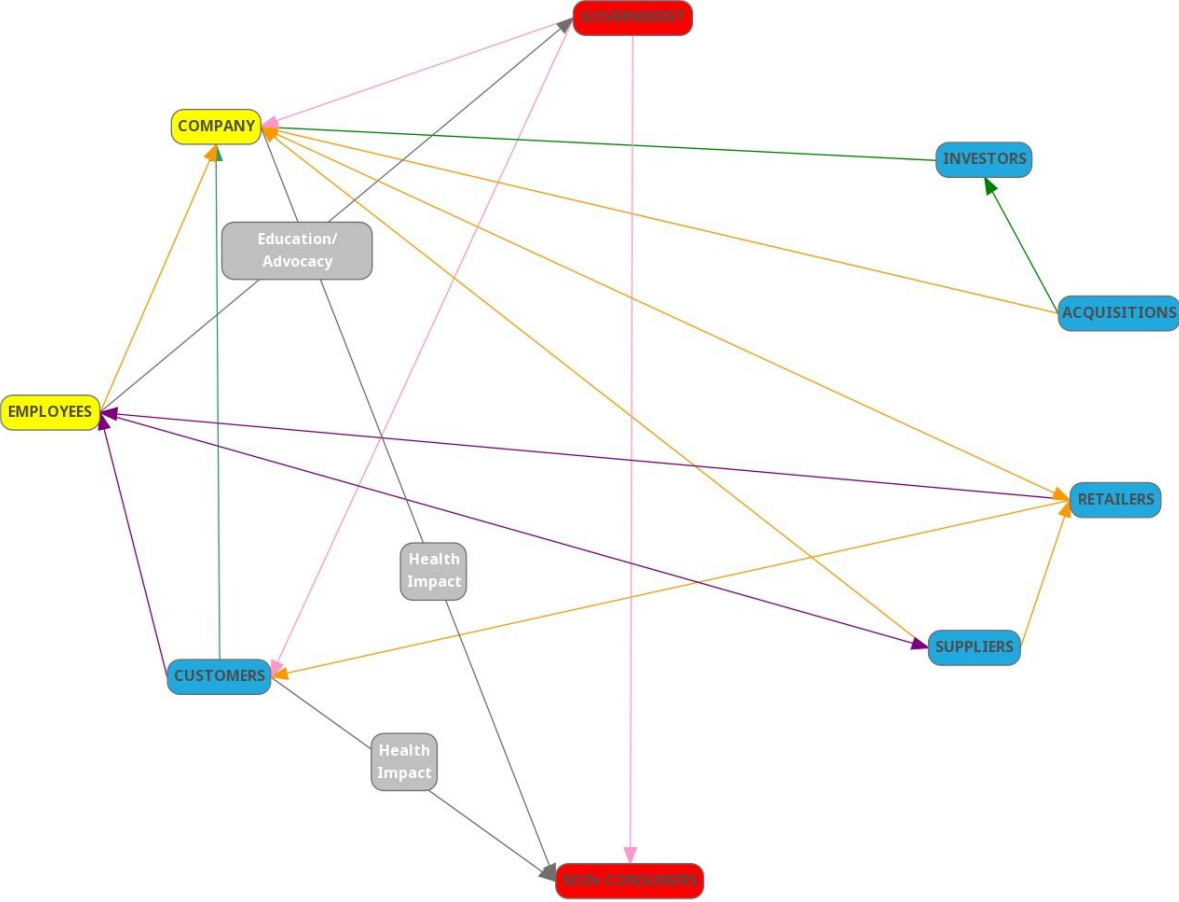 GOVERNMENT
COMPANY
INVESTORS
Education/
Advocacy
ACQUISITIONS
EMPLOYEES
RETAILERS
Health
Impact
SUPPLIERS
CUSTOMERS
Health
Impact
NON-CONSUMERS